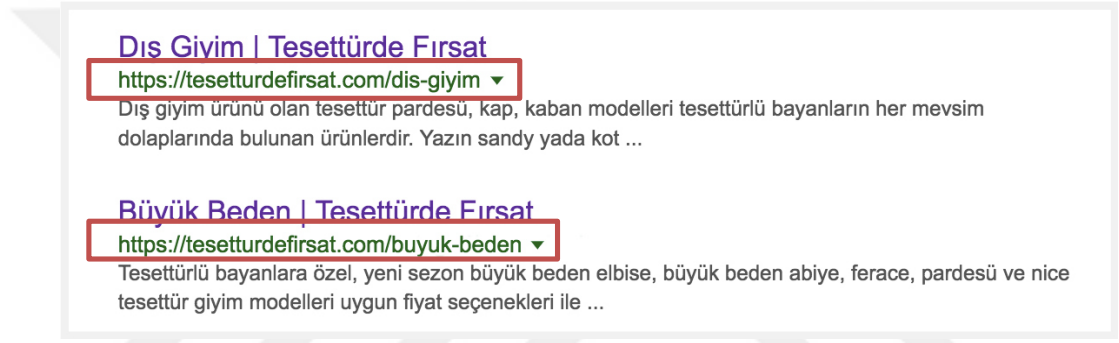 Dış Giyim | Tesettürde Fırsat
https://tesetturdefirsat.com/dis-giyim
Dış giyim ürünü olan tesettür pardesü, kap, kaban modelleri tesettürlü bayanların her mevsim
dolaplarında bulunan ürünlerdir. Yazın sandy yada kot ...
Büyük Beden | Tesettürde Fırsat
https://tesetturdefirsat.com/buyuk-beden
Tesettürlü bayanlara özel, yeni sezon büyük beden elbise, büyük beden abiye, ferace, pardesü ve nice
tesettür giyim modelleri uygun fiyat seçenekleri ile ...